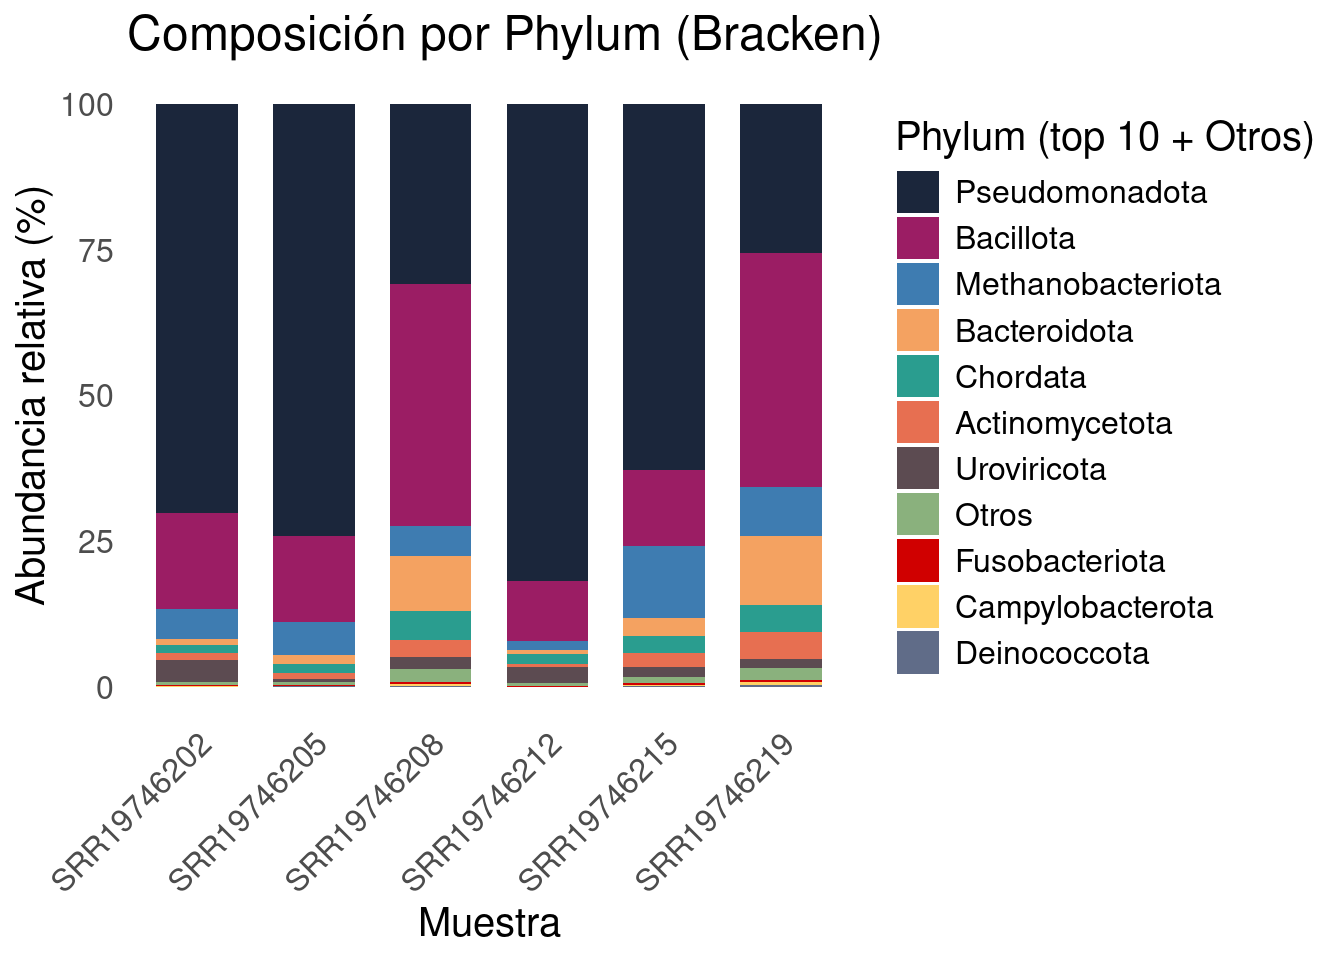 Composición por Phylum (Bracken)
Abundancia relativa (%)
100
75
50
25
0
SRR19746202
SRR19746205
SRR19746208
SRR19746212
SRR19746215
SRR19746219
Muestra
Phylum (top 10 + Otros)
Pseudomonadota
Bacillota
Methanobacteriota
Bacteroidota
Chordata
Actinomycetota
Uroviricota
Otros
Fusobacteriota
Campylobacterota
Deinococcota